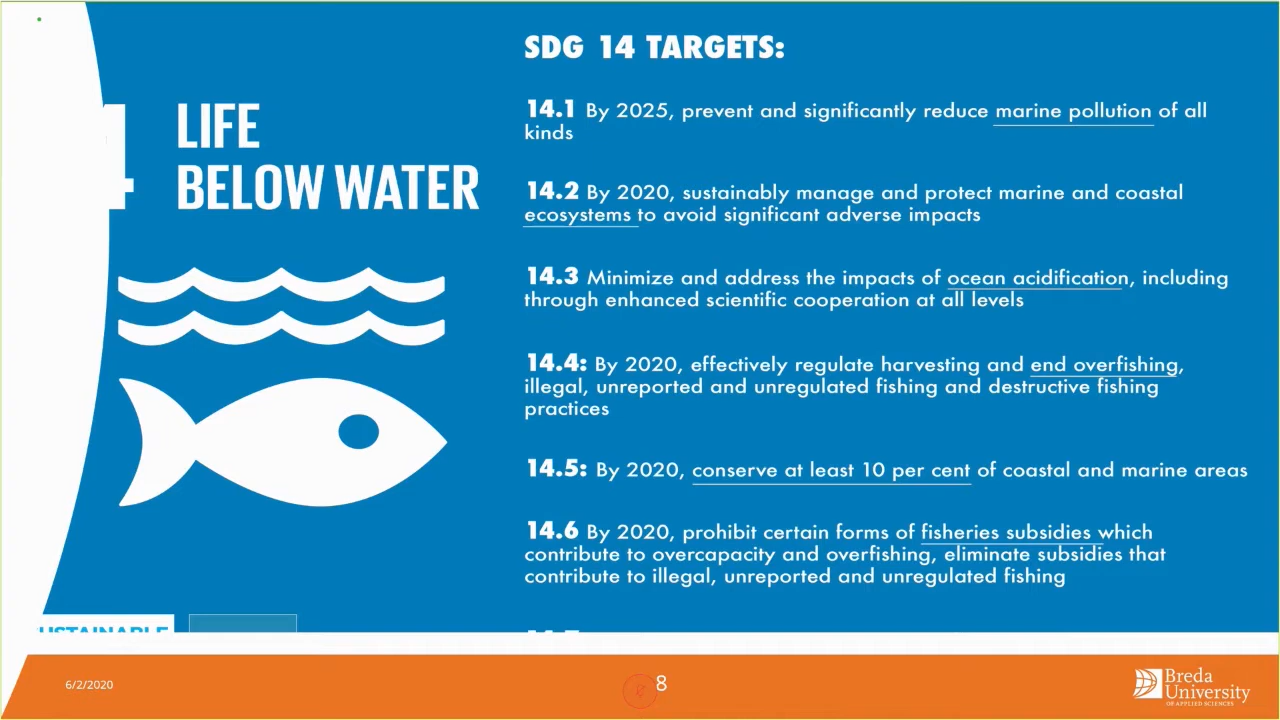 SDG 14 TARGETS:
4 LIFE
BELOW WATER
14.1 By 2025, prevent and significantly reduce marine pollution of all
kinds
14.2 By 2020, sustainably manage and protect marine and coastal
ecosystems to avoid significant adverse impacts
14.3 Minimize and address the impacts of ocean acidification, including
through enhanced scientific cooperation at all levels
14.4: By 2020, effectively regulate harvesting and end overfishing,
illegal, unreported and unregulated fishing and destructive fishing
practices
14.5: By 2020, conserve at least 10 per cent of coastal and marine areas
14.6 By 2020, prohibit certain forms of fisheries subsidies which
contribute to overcapacity and overfishing, eliminate subsidies that
contribute to illegal, unreported and unregulated fishing
USTAINABLE
6/2/2020
8
Breda
University
OF APPLIED SCIENCES